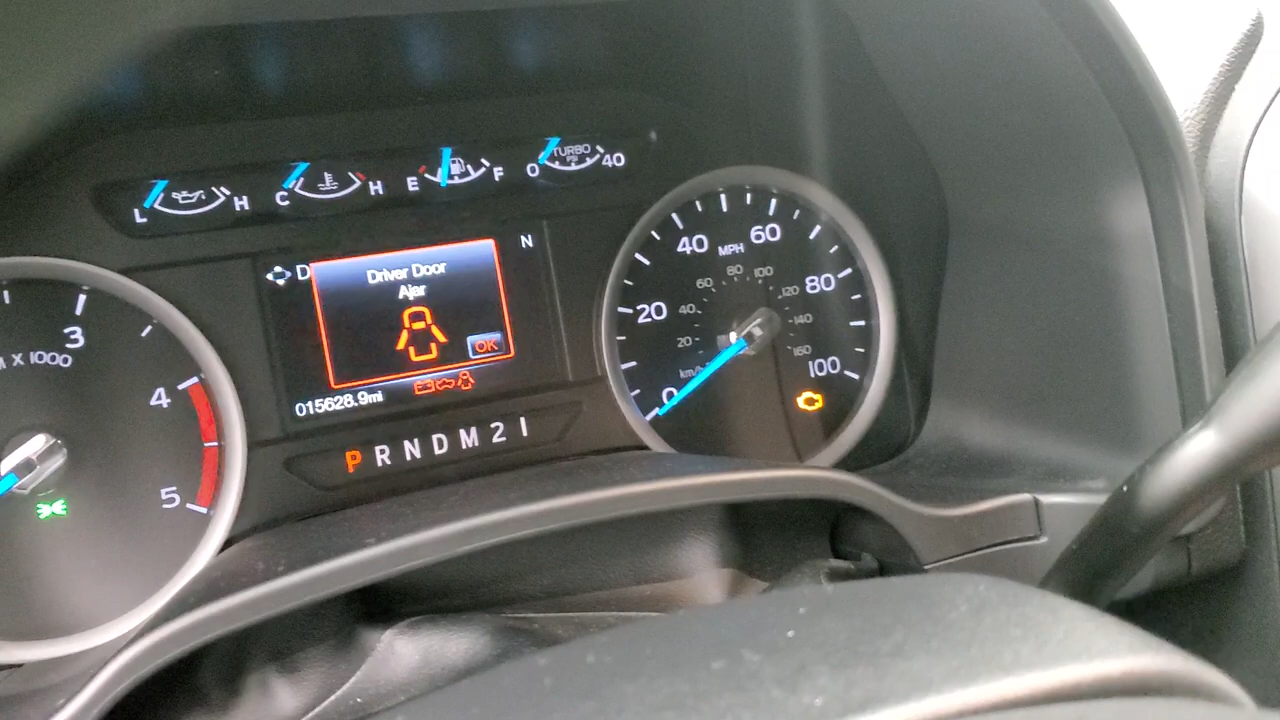 L H
C H
E F
0 TURBO PSI 40
N
D
Driver Door
Ajar
OK
015628.9mi
P R N D M 2 1
3
X 1000
4
5
MPH
0 20 40 60 80 100
km/h
20 40 60 80 100 120 140 160